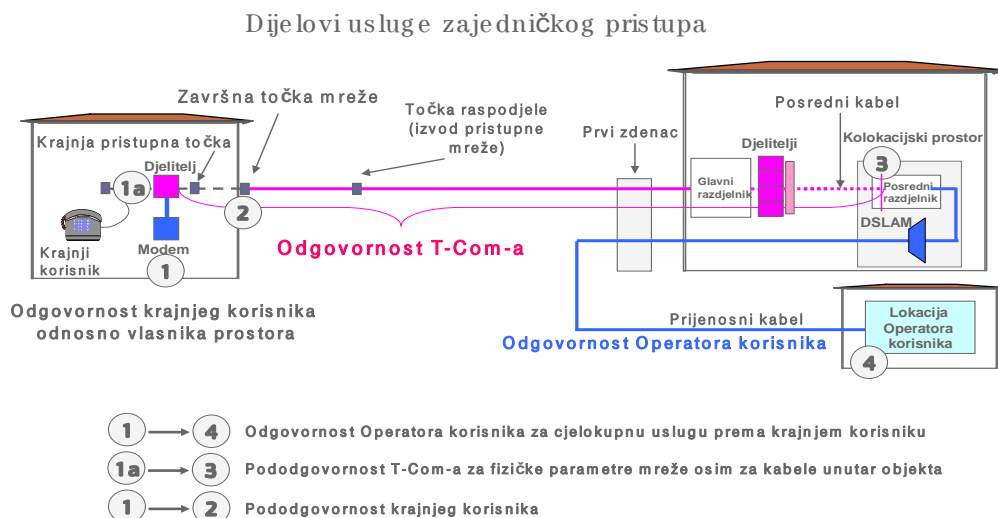 Dijelovi usluge zajedničkog pristupa
Završna točka mreže
Točka raspodjele
(izvod pristupne
mreže)
Prvi zdenac
Posredni kabel
Kolokacijski prostor
Krajnja pristupna točka
Djelitelj
Djelitelji
3
1a
Glavni
razdjelnik
Posredni
razdjelnik
2
DSLAM
Odgovornost T-Com-a
Krajnji
korisnik
Modem
1
Odgovornost krajnjeg korisnika
odnosno vlasnika prostora
Prijenosni kabel
Odgovornost Operatora korisnika
Lokacija
Operatora
korisnika
4
1 4 Odgovornost Operatora korisnika za cjelokupnu uslugu prema krajnjem korisniku
1a 3 Pododgovornost T-Com-a za fizičke parametre mreže osim za kabele unutar objekta
1 2 Pododgovornost krajnjeg korisnika